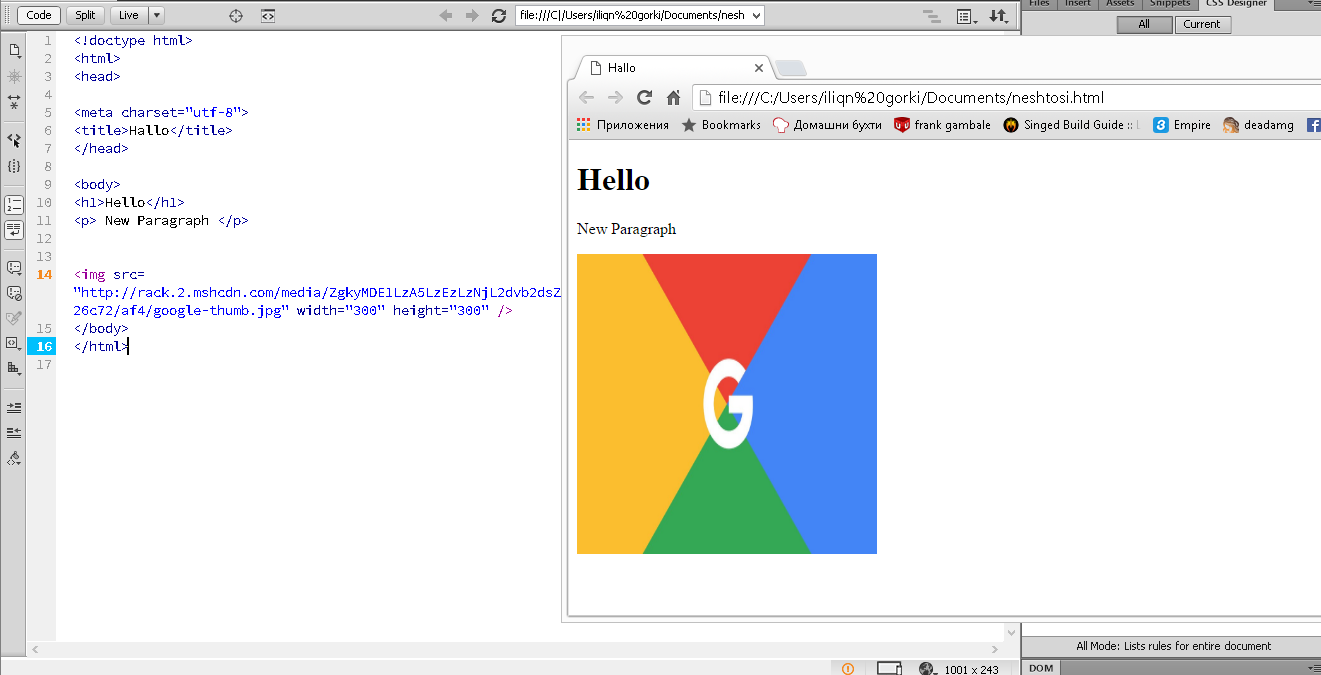 Code Split Live file:///C|/Users/iliqn%20gorki/Documents/nesh
Files Insert Assets Snippets CSS Designer
All Current
1 <!doctype html>
2 <html>
3 <head>
4
5 <meta charset="utf-8">
6 <title>Hallo</title>
7 </head>
8
9 <body>
10 <h1>Hello</h1>
11 <p> New Paragraph </p>
12
13
14 <img src=
"http://rack.2.mshcdn.com/media/ZgkyMDE1LzA5LzEzLzNjL2dvb2dsZ
26c72/af4/google-thumb.jpg" width="300" height="300" />
15 </body>
16 </html>
17
Hallo
file:///C:/Users/iliqn%20gorki/Documents/neshtosi.html
Приложения Bookmarks Домашни бухти frank gambale Singed Build Guide :: Empire deadamg
Hello
New Paragraph
G
All Mode: Lists rules for entire document
1001 x 243 DOM